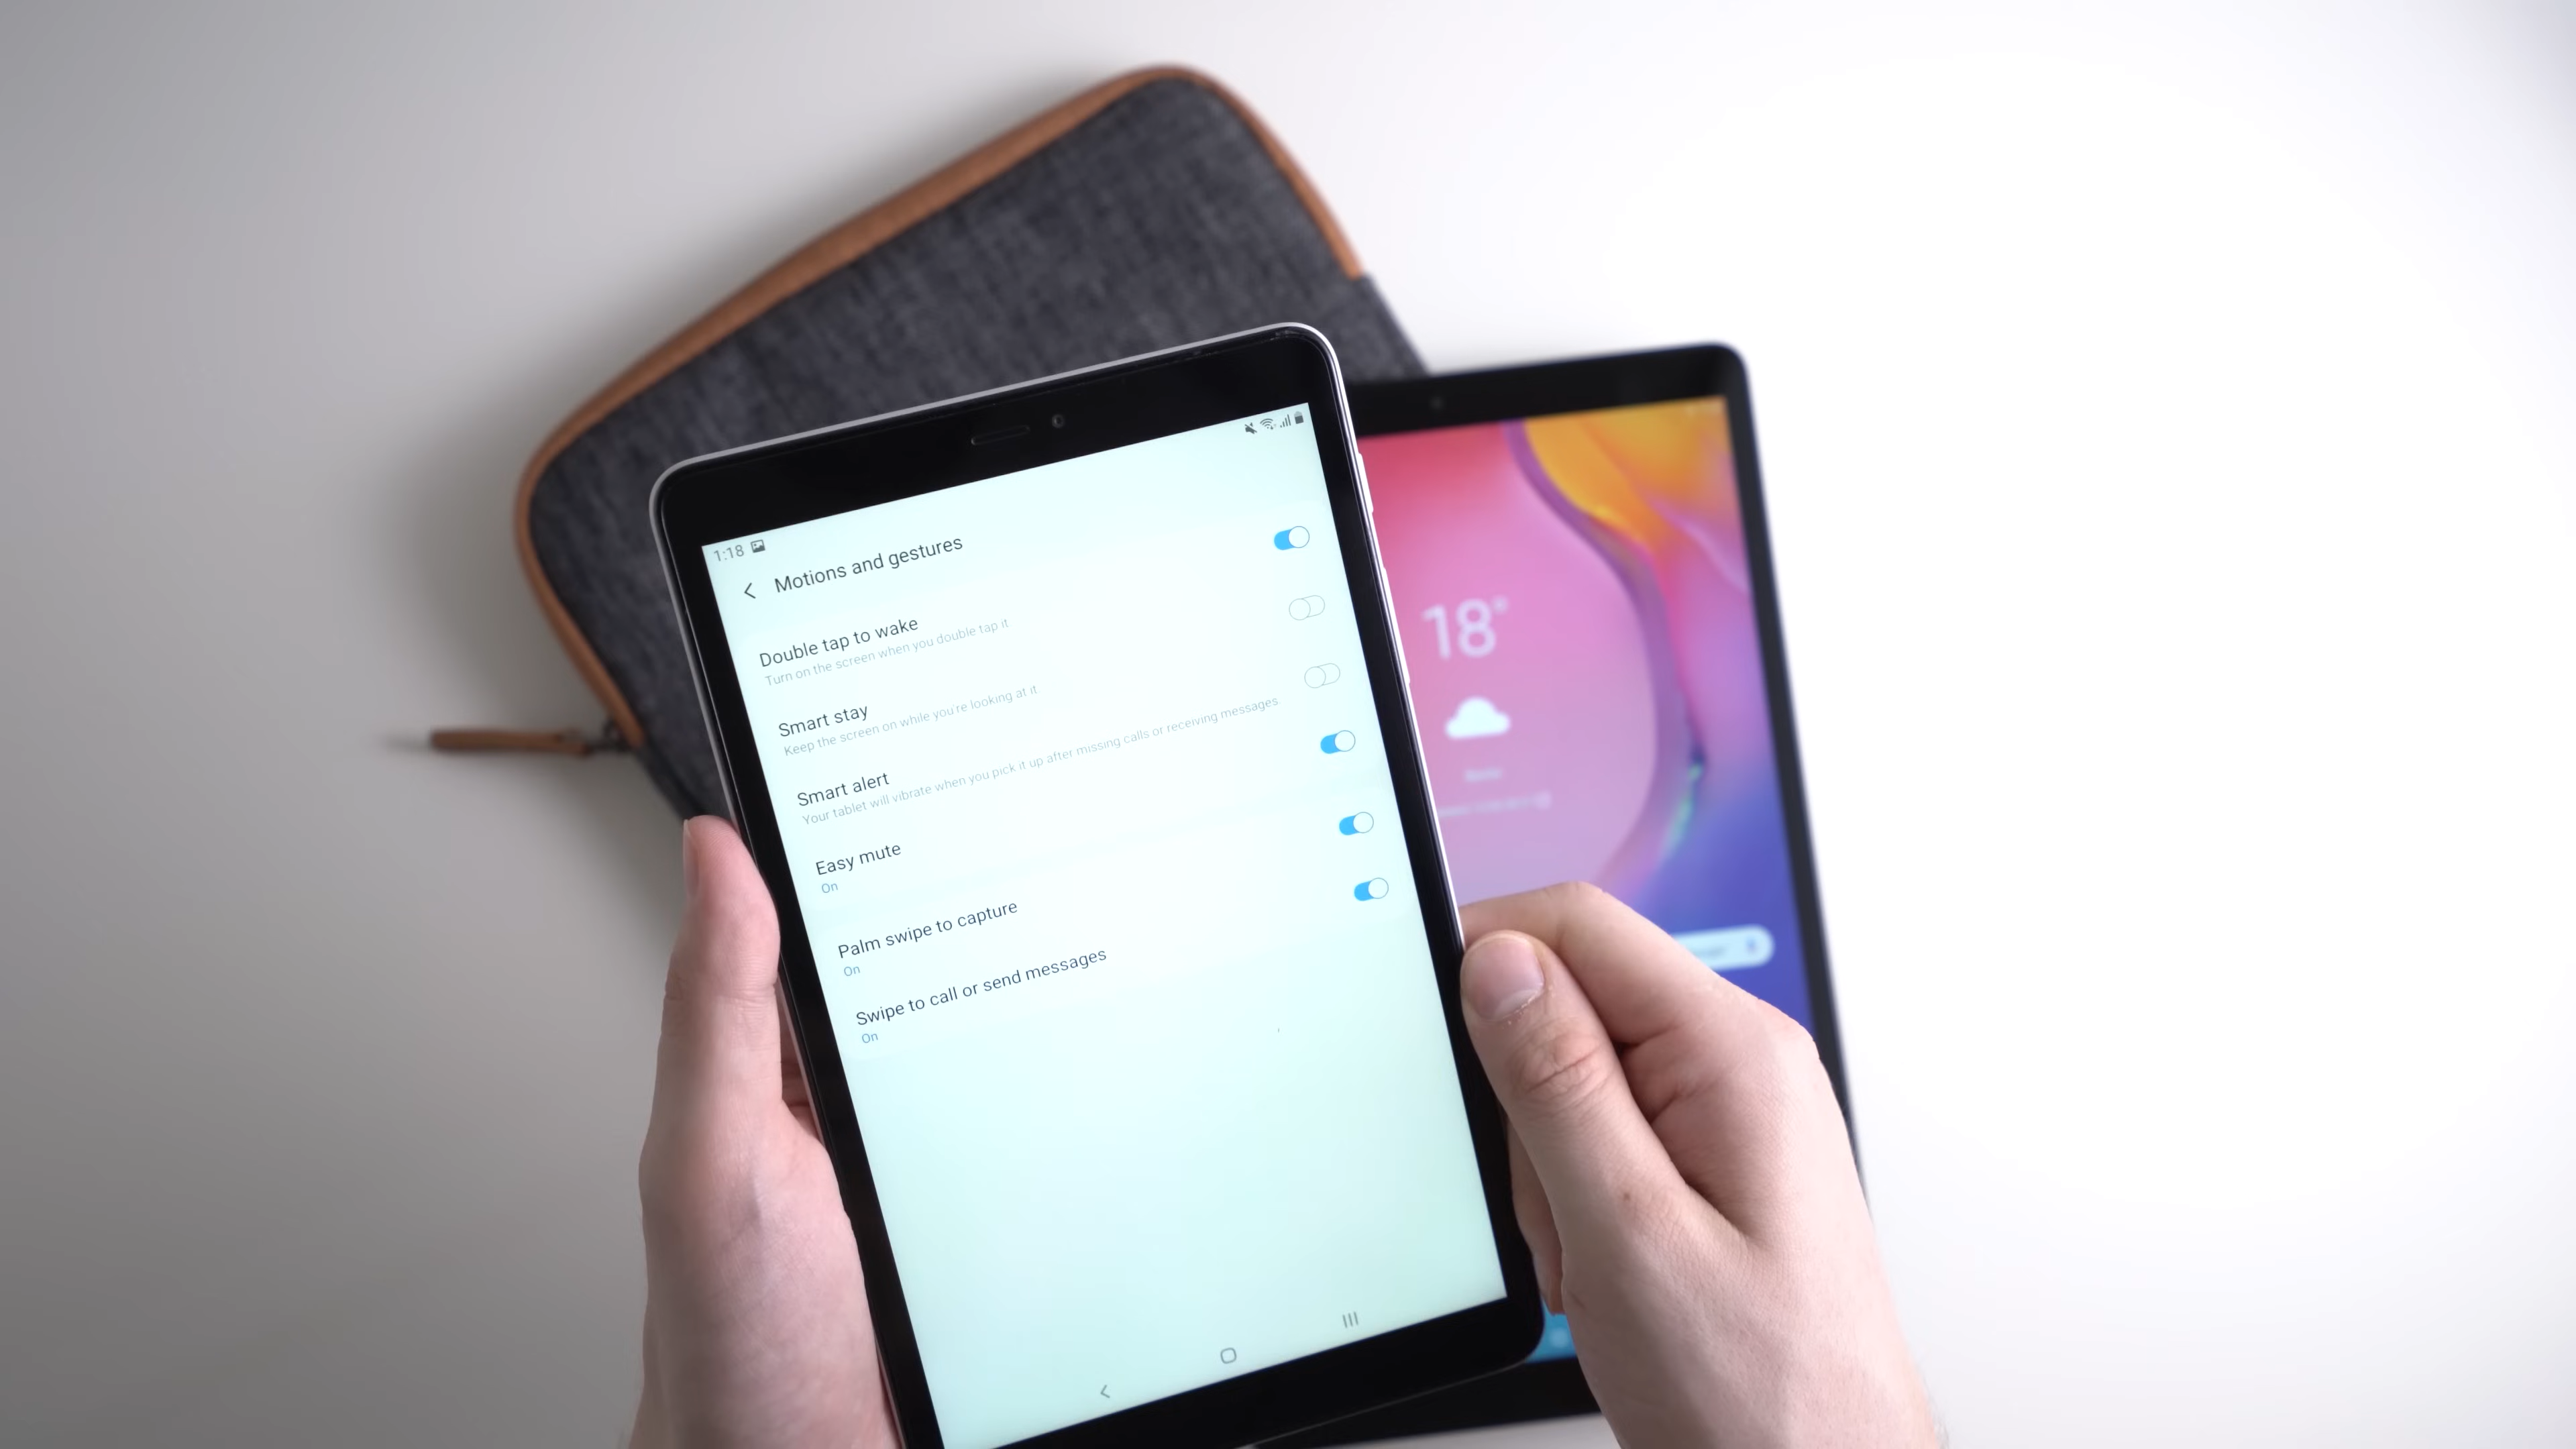 1:18
Motions and gestures
Double tap to wake
Turn on the screen when you double tap it
Smart stay
Keep the screen on while you're looking at it
Smart alert
Your tablet will vibrate when you pick it up after missing calls or receiving messages
Easy mute
On
Palm swipe to capture
On
Swipe to call or send messages
On
18°